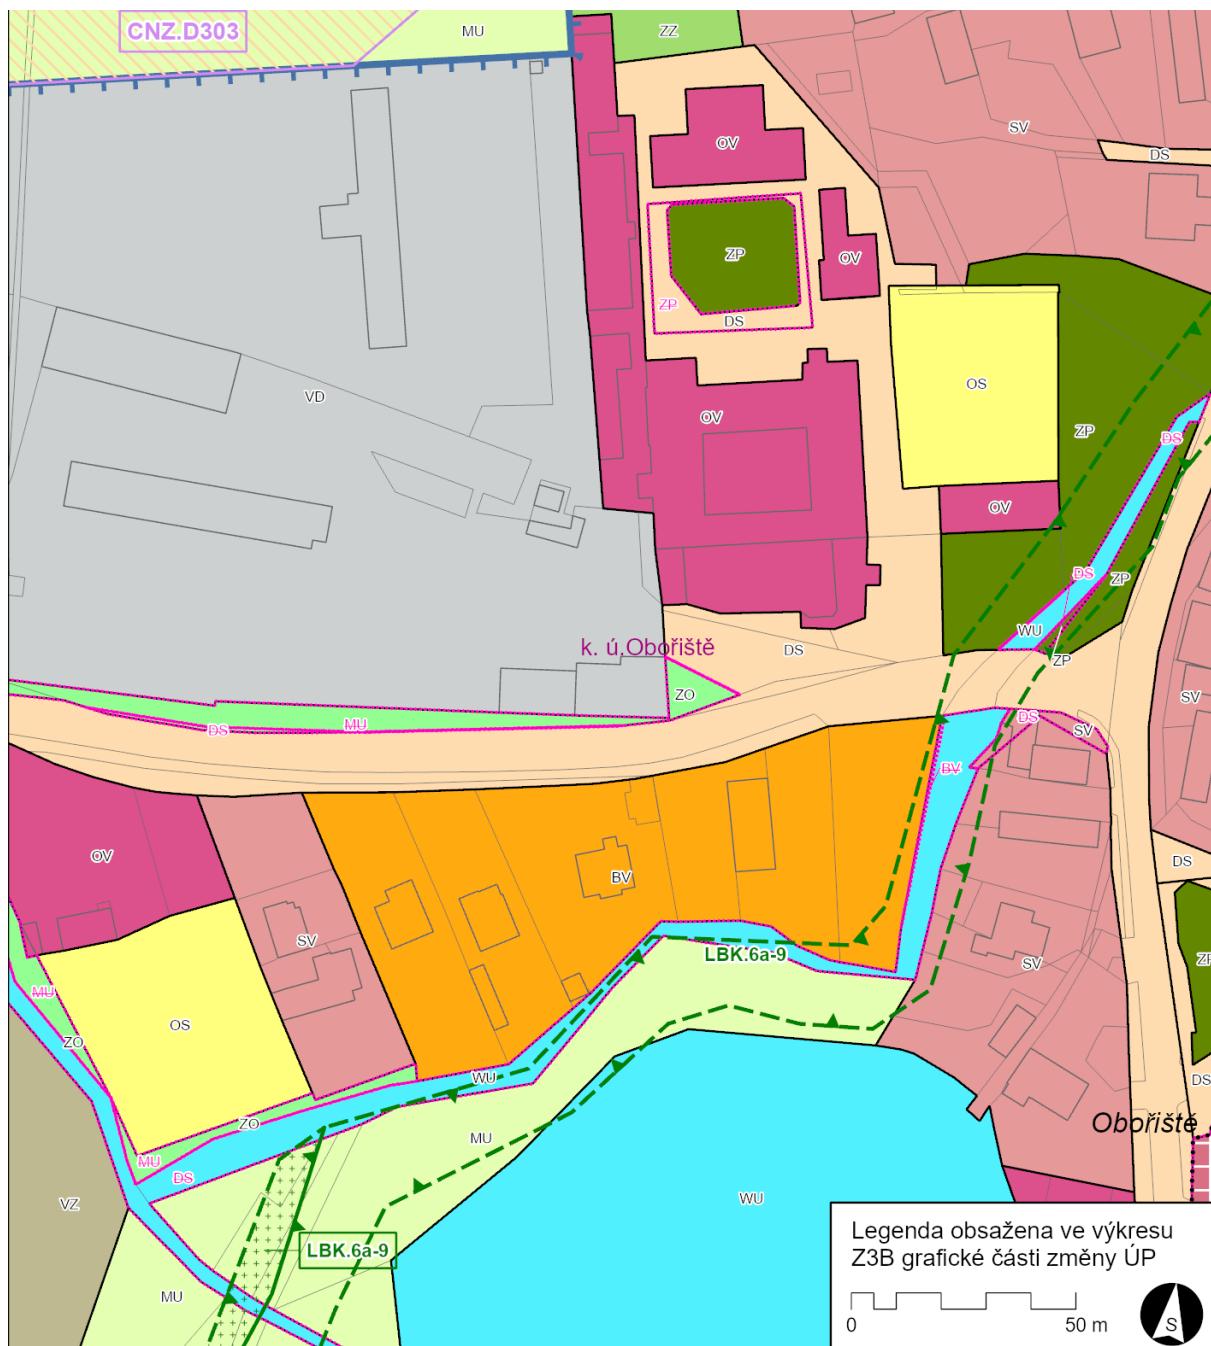 CNZ.D303
MU
ZZ
SV
DS
OV
ZP
OV
ZP
DS
VD
OS
OV
ZP
DS
OV
DS
ZP
WU
k. ú. Obořiště
DS
ZP
ZO
SV
DS
MU
DS
SV
BV
OV
BV
DS
SV
LBK.6a-9
SV
ZP
MU
OS
ZO
WU
DS
ZO
MU
Obořiště
MU
DS
VZ
WU
LBK.6a-9
MU
Legenda obsažena ve výkresu
Z3B grafické části změny ÚP
0
50 m
S